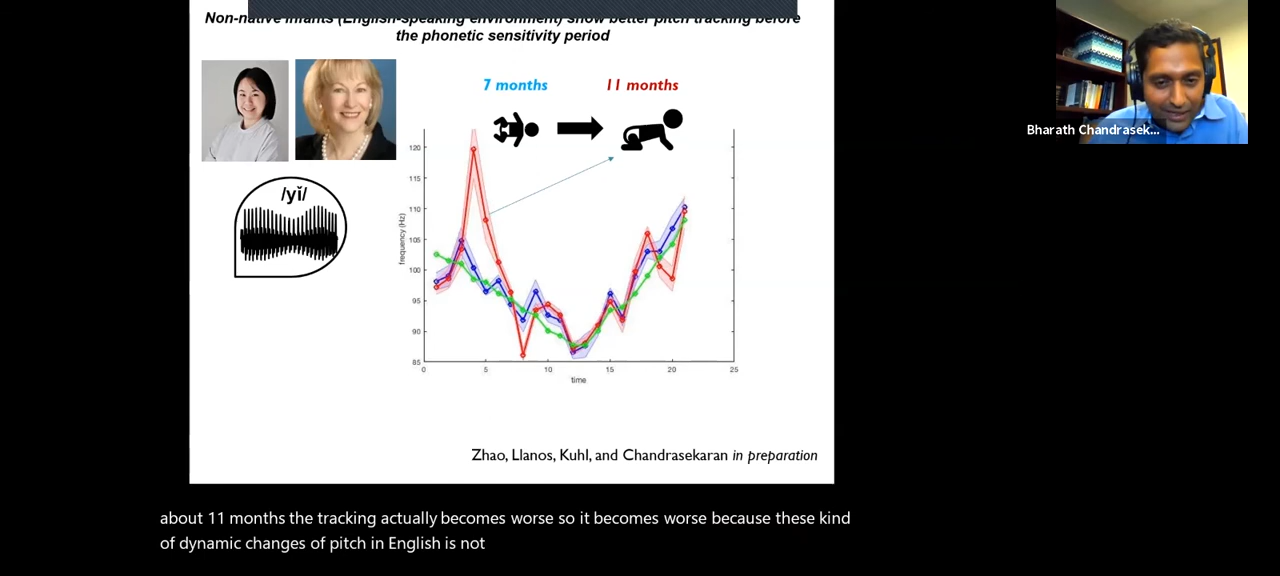 Non-native infants (English-speaking environment) show better pitch tracking before
the phonetic sensitivity period
7 months
11 months
/yǐ/
frequency (Hz)
120
115
110
105
100
95
90
85
0
5
10
15
20
25
time
Zhao, Llanos, Kuhl, and Chandrasekaran in preparation
Bharath Chandrasek...
about 11 months the tracking actually becomes worse so it becomes worse because these kind
of dynamic changes of pitch in English is not